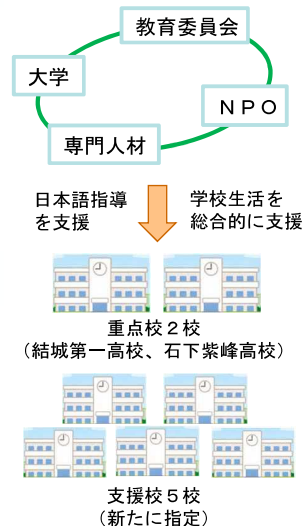 教育委員会
大学
ＮＰＯ
専門人材
日本語指導
を支援
学校生活を
総合的に支援
重点校２校
（結城第一高校、石下紫峰高校）
支援校５校
（新たに指定）